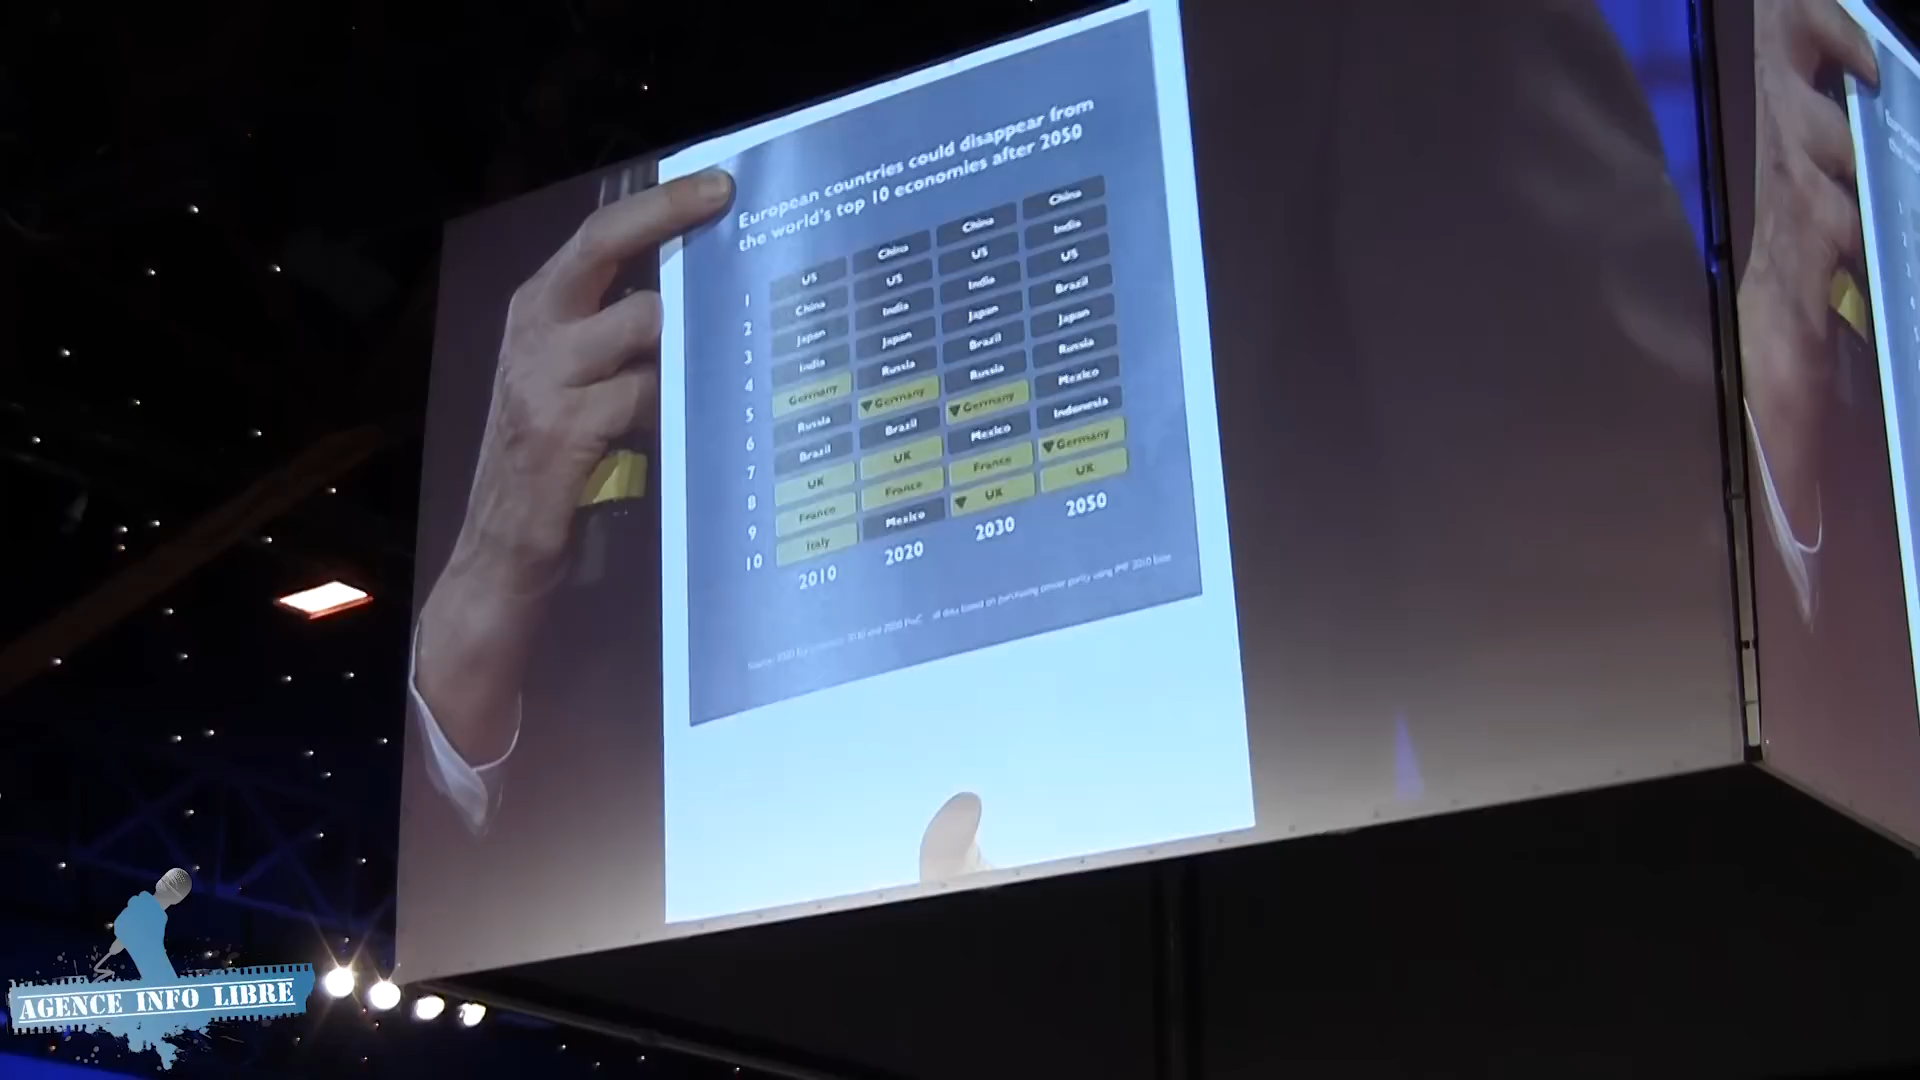 European countries could disappear from
the world's top 10 economies after 2050
1 US China China China
2 China US US India
3 Japan India India US
4 India Japan Japan Brazil
5 Germany Russia Brazil Japan
6 Russia Germany Russia Russia
7 Brazil Brazil Germany Mexico
8 UK UK Mexico Indonesia
9 France France France Germany
10 Italy Mexico UK UK
2010 2020 2030 2050
AGENCE INFO LIBRE